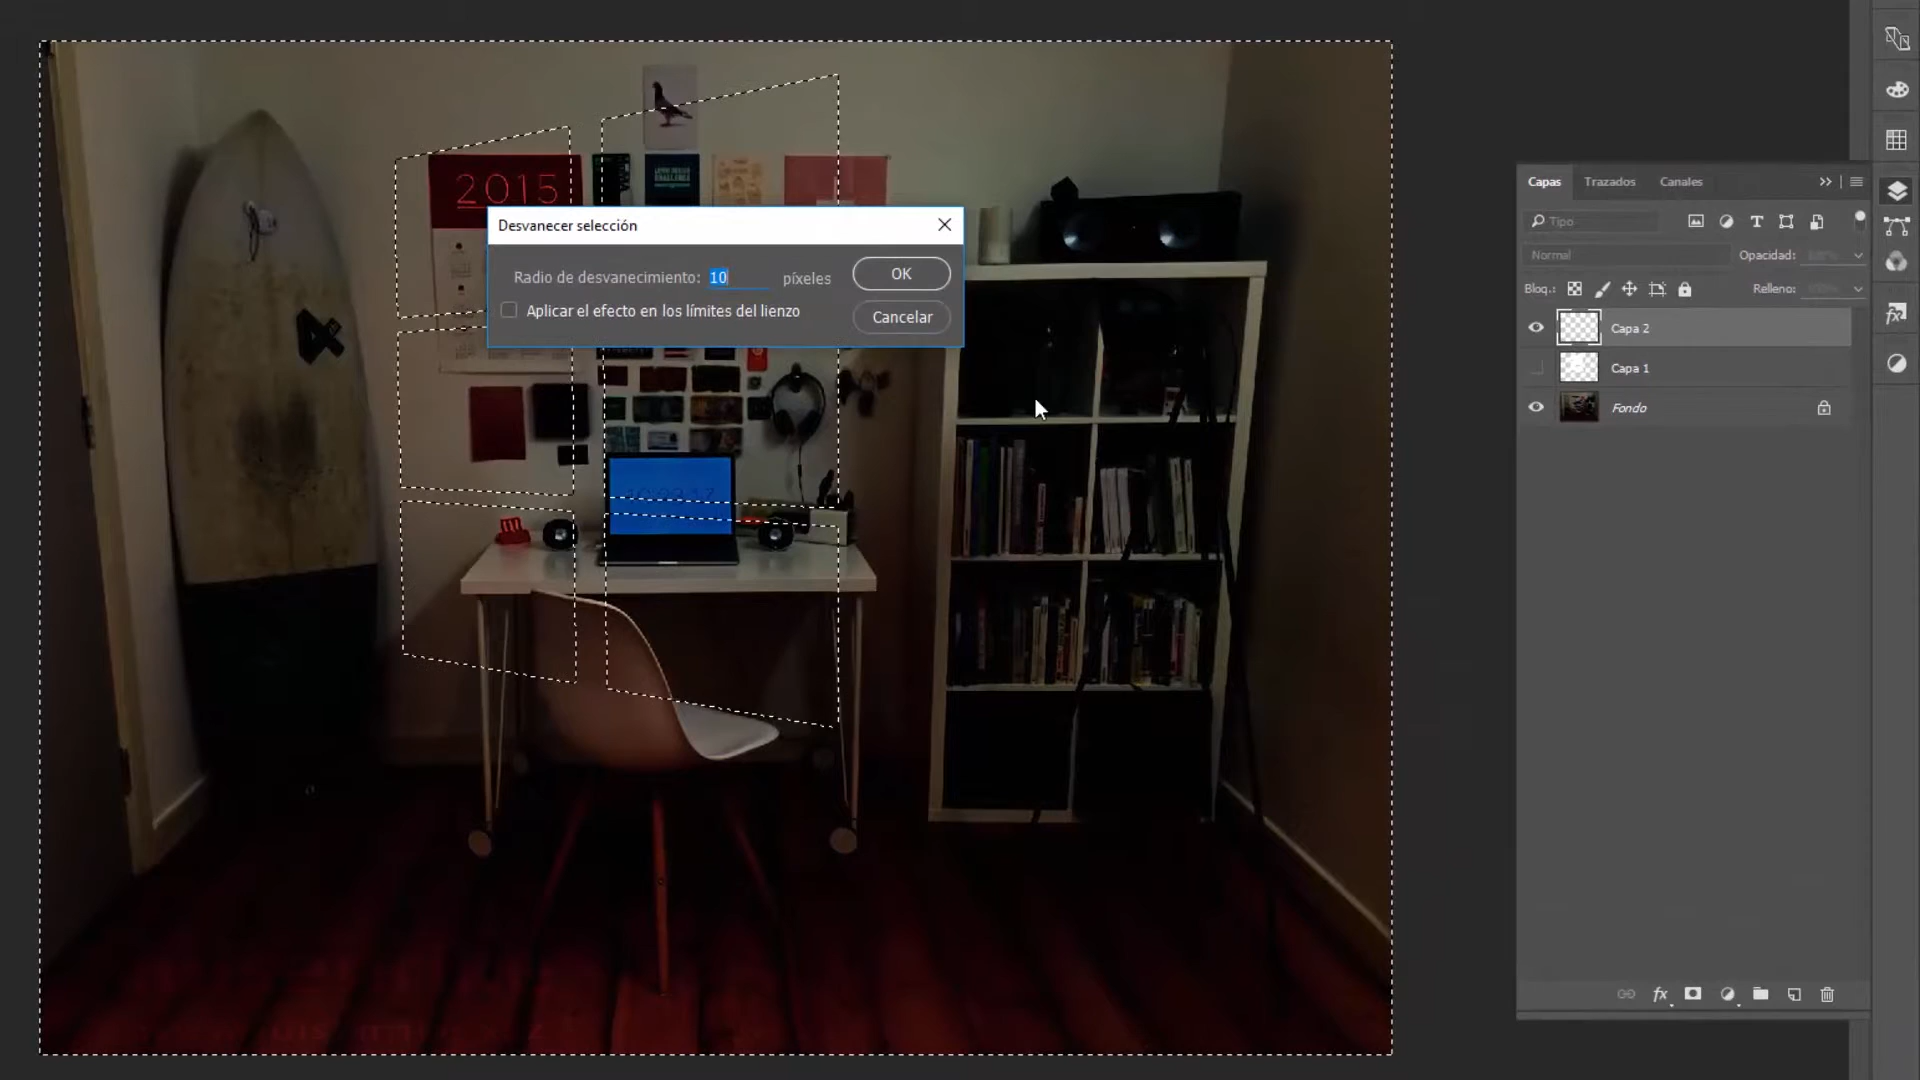 2015
Desvanecer selección
Radio de desvanecimiento: 10 píxeles
OK
Aplicar el efecto en los límites del lienzo
Cancelar
Capas
Trazados
Canales
Tipo
Normal
Opacidad:
Bloq.:
Relleno:
Capa 2
Capa 1
Fondo
fx